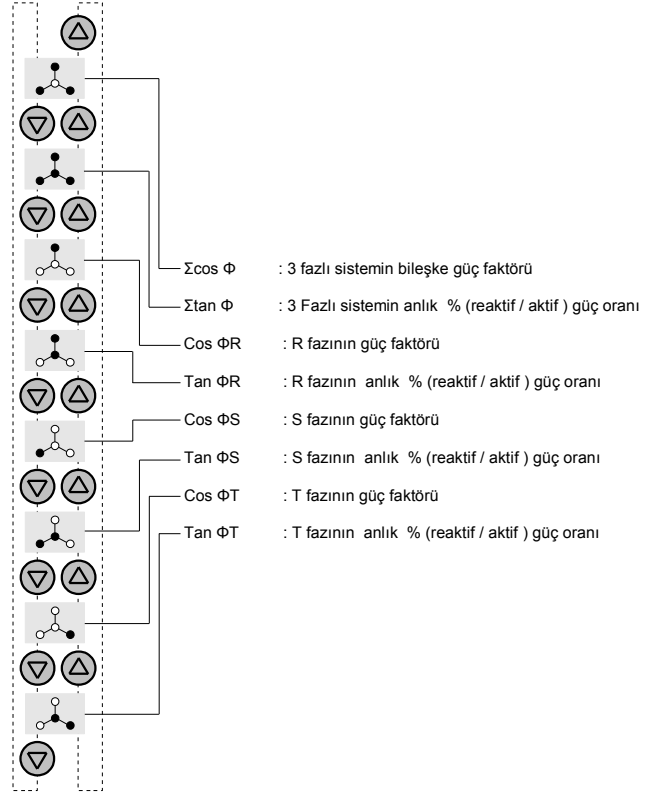 Σcos Φ : 3 fazlı sistemin bileşke güç faktörü
Σtan Φ : 3 Fazlı sistemin anlık % (reaktif / aktif ) güç oranı
Cos ΦR : R fazının güç faktörü
Tan ΦR : R fazının anlık % (reaktif / aktif ) güç oranı
Cos ΦS : S fazının güç faktörü
Tan ΦS : S fazının anlık % (reaktif / aktif ) güç oranı
Cos ΦT : T fazının güç faktörü
Tan ΦT : T fazının anlık % (reaktif / aktif ) güç oranı